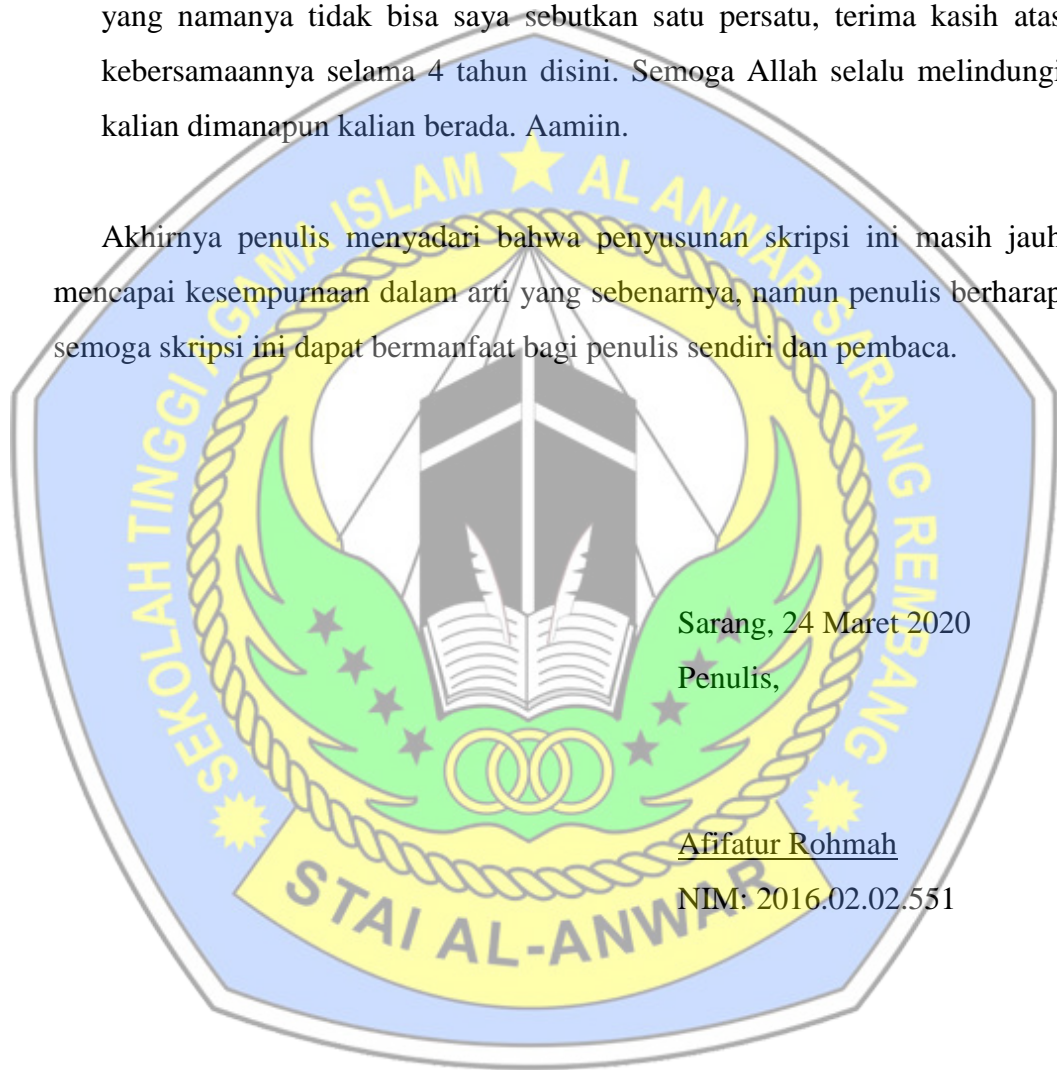 yang namanya tidak bisa saya sebutkan satu persatu, terima kasih atas
kebersamaannya selama 4 tahun disini. Semoga Allah selalu melindungi
kalian dimanapun kalian berada. Aamiin.
Akhirnya penulis menyadari bahwa penyusunan skripsi ini masih jauh
mencapai kesempurnaan dalam arti yang sebenarnya, namun penulis berharap
semoga skripsi ini dapat bermanfaat bagi penulis sendiri dan pembaca.
Sarang, 24 Maret 2020
Penulis,
Afifatur Rohmah
NIM: 2016.02.02.551
SEKOLAH TINGGI AGAMA ISLAM AL ANWAR SARANG REMBANG
STAI AL-ANWAR